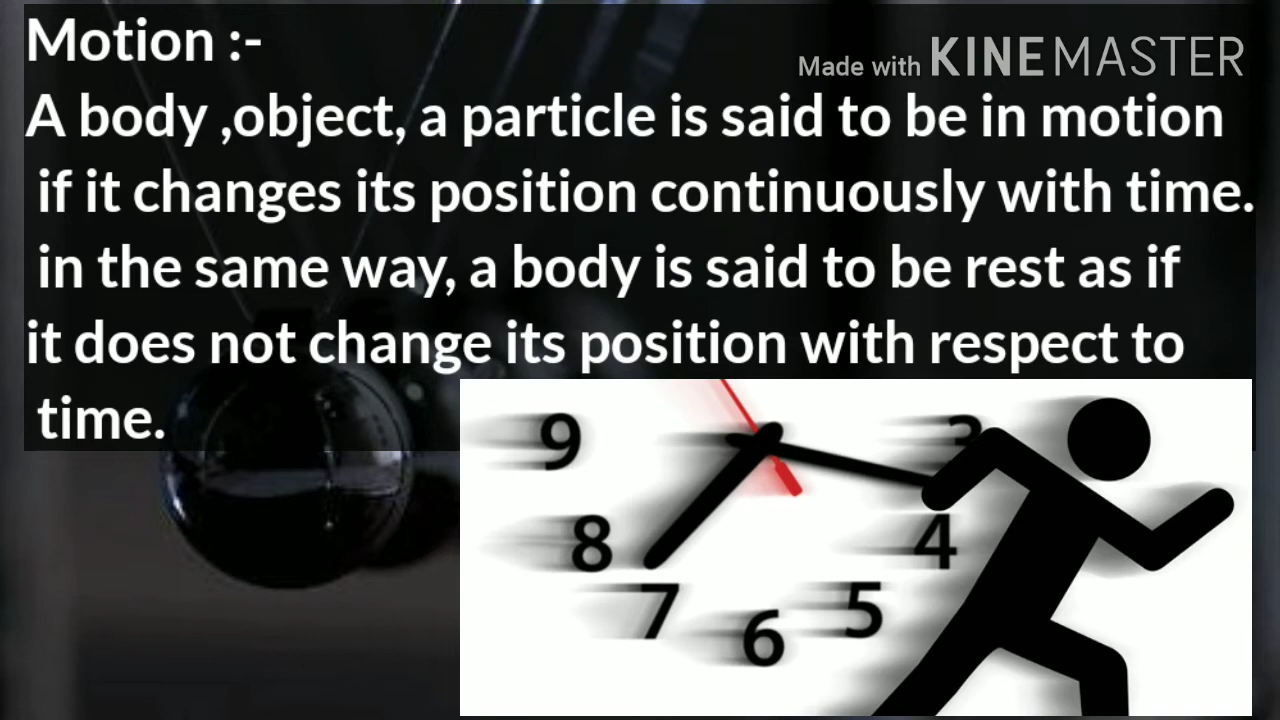 Motion :-
Made with KINEMASTER
A body ,object, a particle is said to be in motion
if it changes its position continuously with time.
in the same way, a body is said to be rest as if
it does not change its position with respect to
time.
9
3
8
4
7
5
6